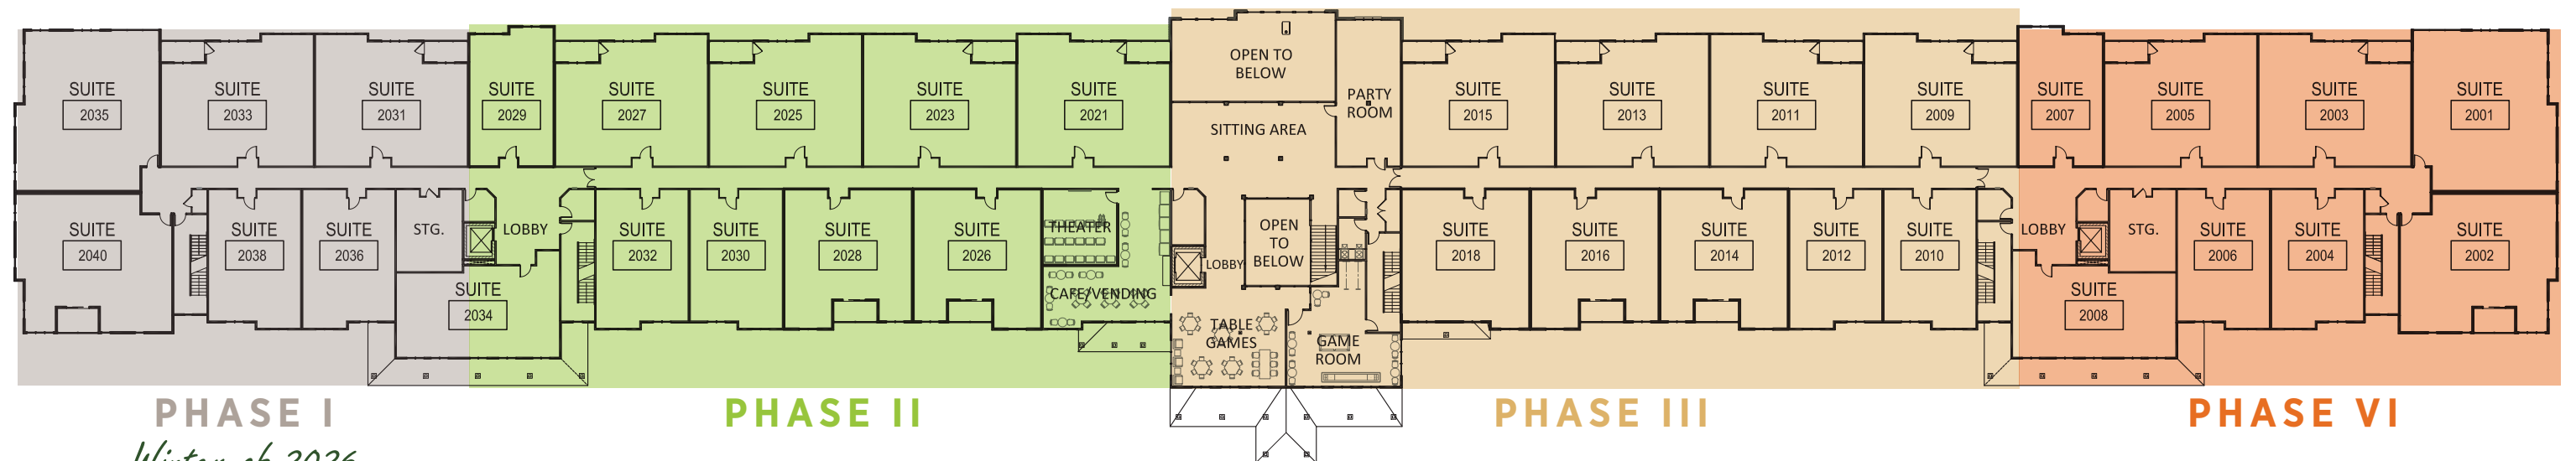 SUITE
2035
SUITE
2033
SUITE
2031
SUITE
2029
SUITE
2027
SUITE
2025
SUITE
2023
SUITE
2021
OPEN TO
BELOW
PARTY
ROOM
SITTING AREA
SUITE
2015
SUITE
2013
SUITE
2011
SUITE
2009
SUITE
2007
SUITE
2005
SUITE
2003
SUITE
2001
SUITE
2040
SUITE
2038
SUITE
2036
STG.
LOBBY
SUITE
2034
SUITE
2032
SUITE
2030
SUITE
2028
SUITE
2026
THEATER
CAFE/VENDING
LOBBY
OPEN
TO
BELOW
TABLE
GAMES
GAME
ROOM
SUITE
2018
SUITE
2016
SUITE
2014
SUITE
2012
SUITE
2010
LOBBY
STG.
SUITE
2008
SUITE
2006
SUITE
2004
SUITE
2002
PHASE I
PHASE II
PHASE III
PHASE VI
Winter of 2026